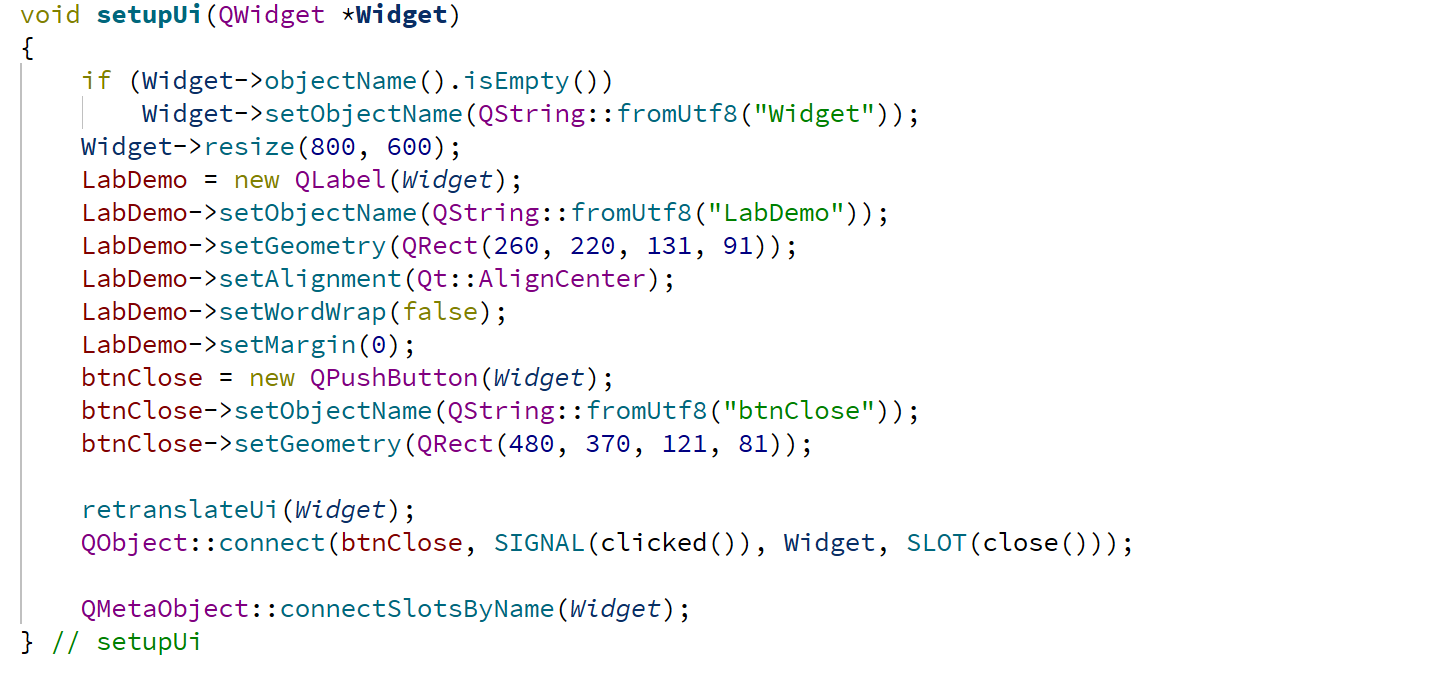 void setupUi(QWidget *Widget)
{
    if (Widget->objectName().isEmpty())
        Widget->setObjectName(QString::fromUtf8("Widget"));
    Widget->resize(800, 600);
    LabDemo = new QLabel(Widget);
    LabDemo->setObjectName(QString::fromUtf8("LabDemo"));
    LabDemo->setGeometry(QRect(260, 220, 131, 91));
    LabDemo->setAlignment(Qt::AlignCenter);
    LabDemo->setWordWrap(false);
    LabDemo->setMargin(0);
    btnClose = new QPushButton(Widget);
    btnClose->setObjectName(QString::fromUtf8("btnClose"));
    btnClose->setGeometry(QRect(480, 370, 121, 81));

    retranslateUi(Widget);
    QObject::connect(btnClose, SIGNAL(clicked()), Widget, SLOT(close()));

    QMetaObject::connectSlotsByName(Widget);
} // setupUi